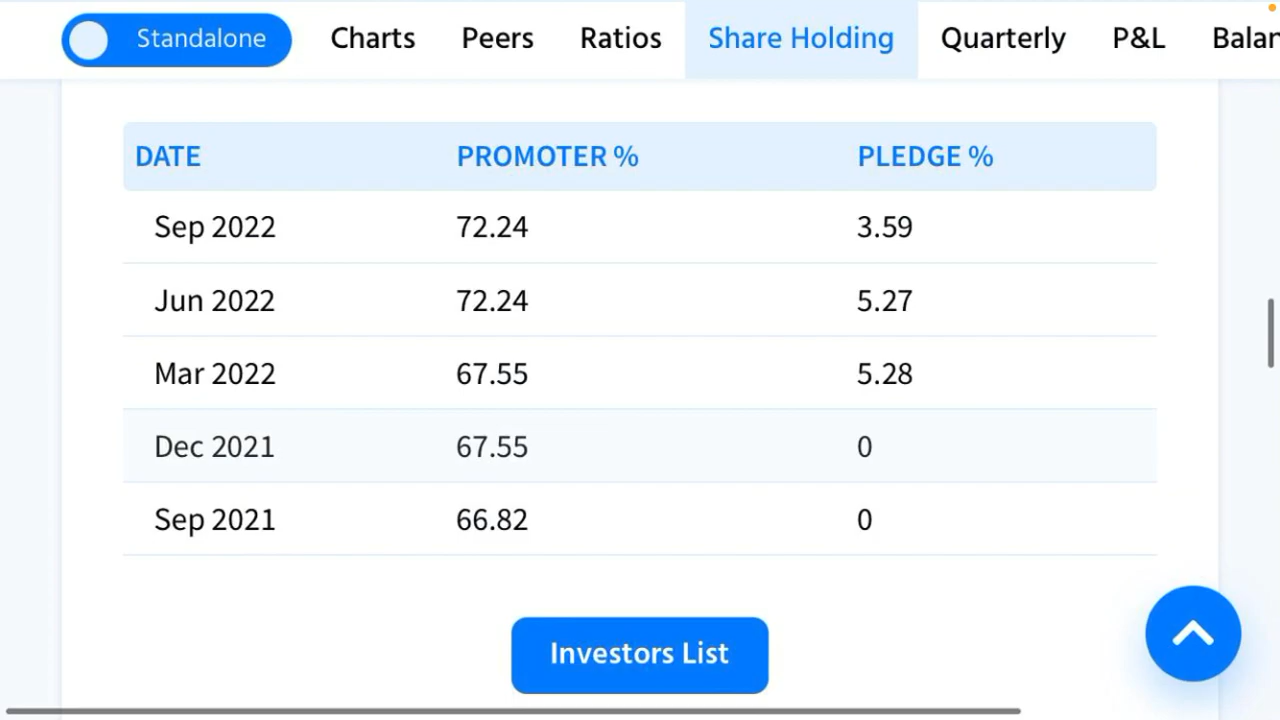 Standalone Charts Peers Ratios Share Holding Quarterly P&L Balan
DATE PROMOTER % PLEDGE %
Sep 2022 72.24 3.59
Jun 2022 72.24 5.27
Mar 2022 67.55 5.28
Dec 2021 67.55 0
Sep 2021 66.82 0
Investors List